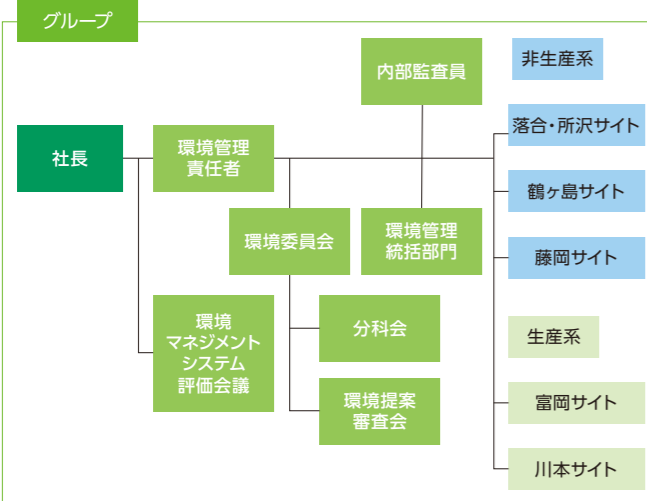 グループ
内部監査員
非生産系
落合・所沢サイト
社長
環境管理
責任者
鶴ヶ島サイト
環境委員会
環境管理
統括部門
藤岡サイト
環境
マネジメント
システム
評価会議
分科会
生産系
環境提案
審査会
富岡サイト
川本サイト